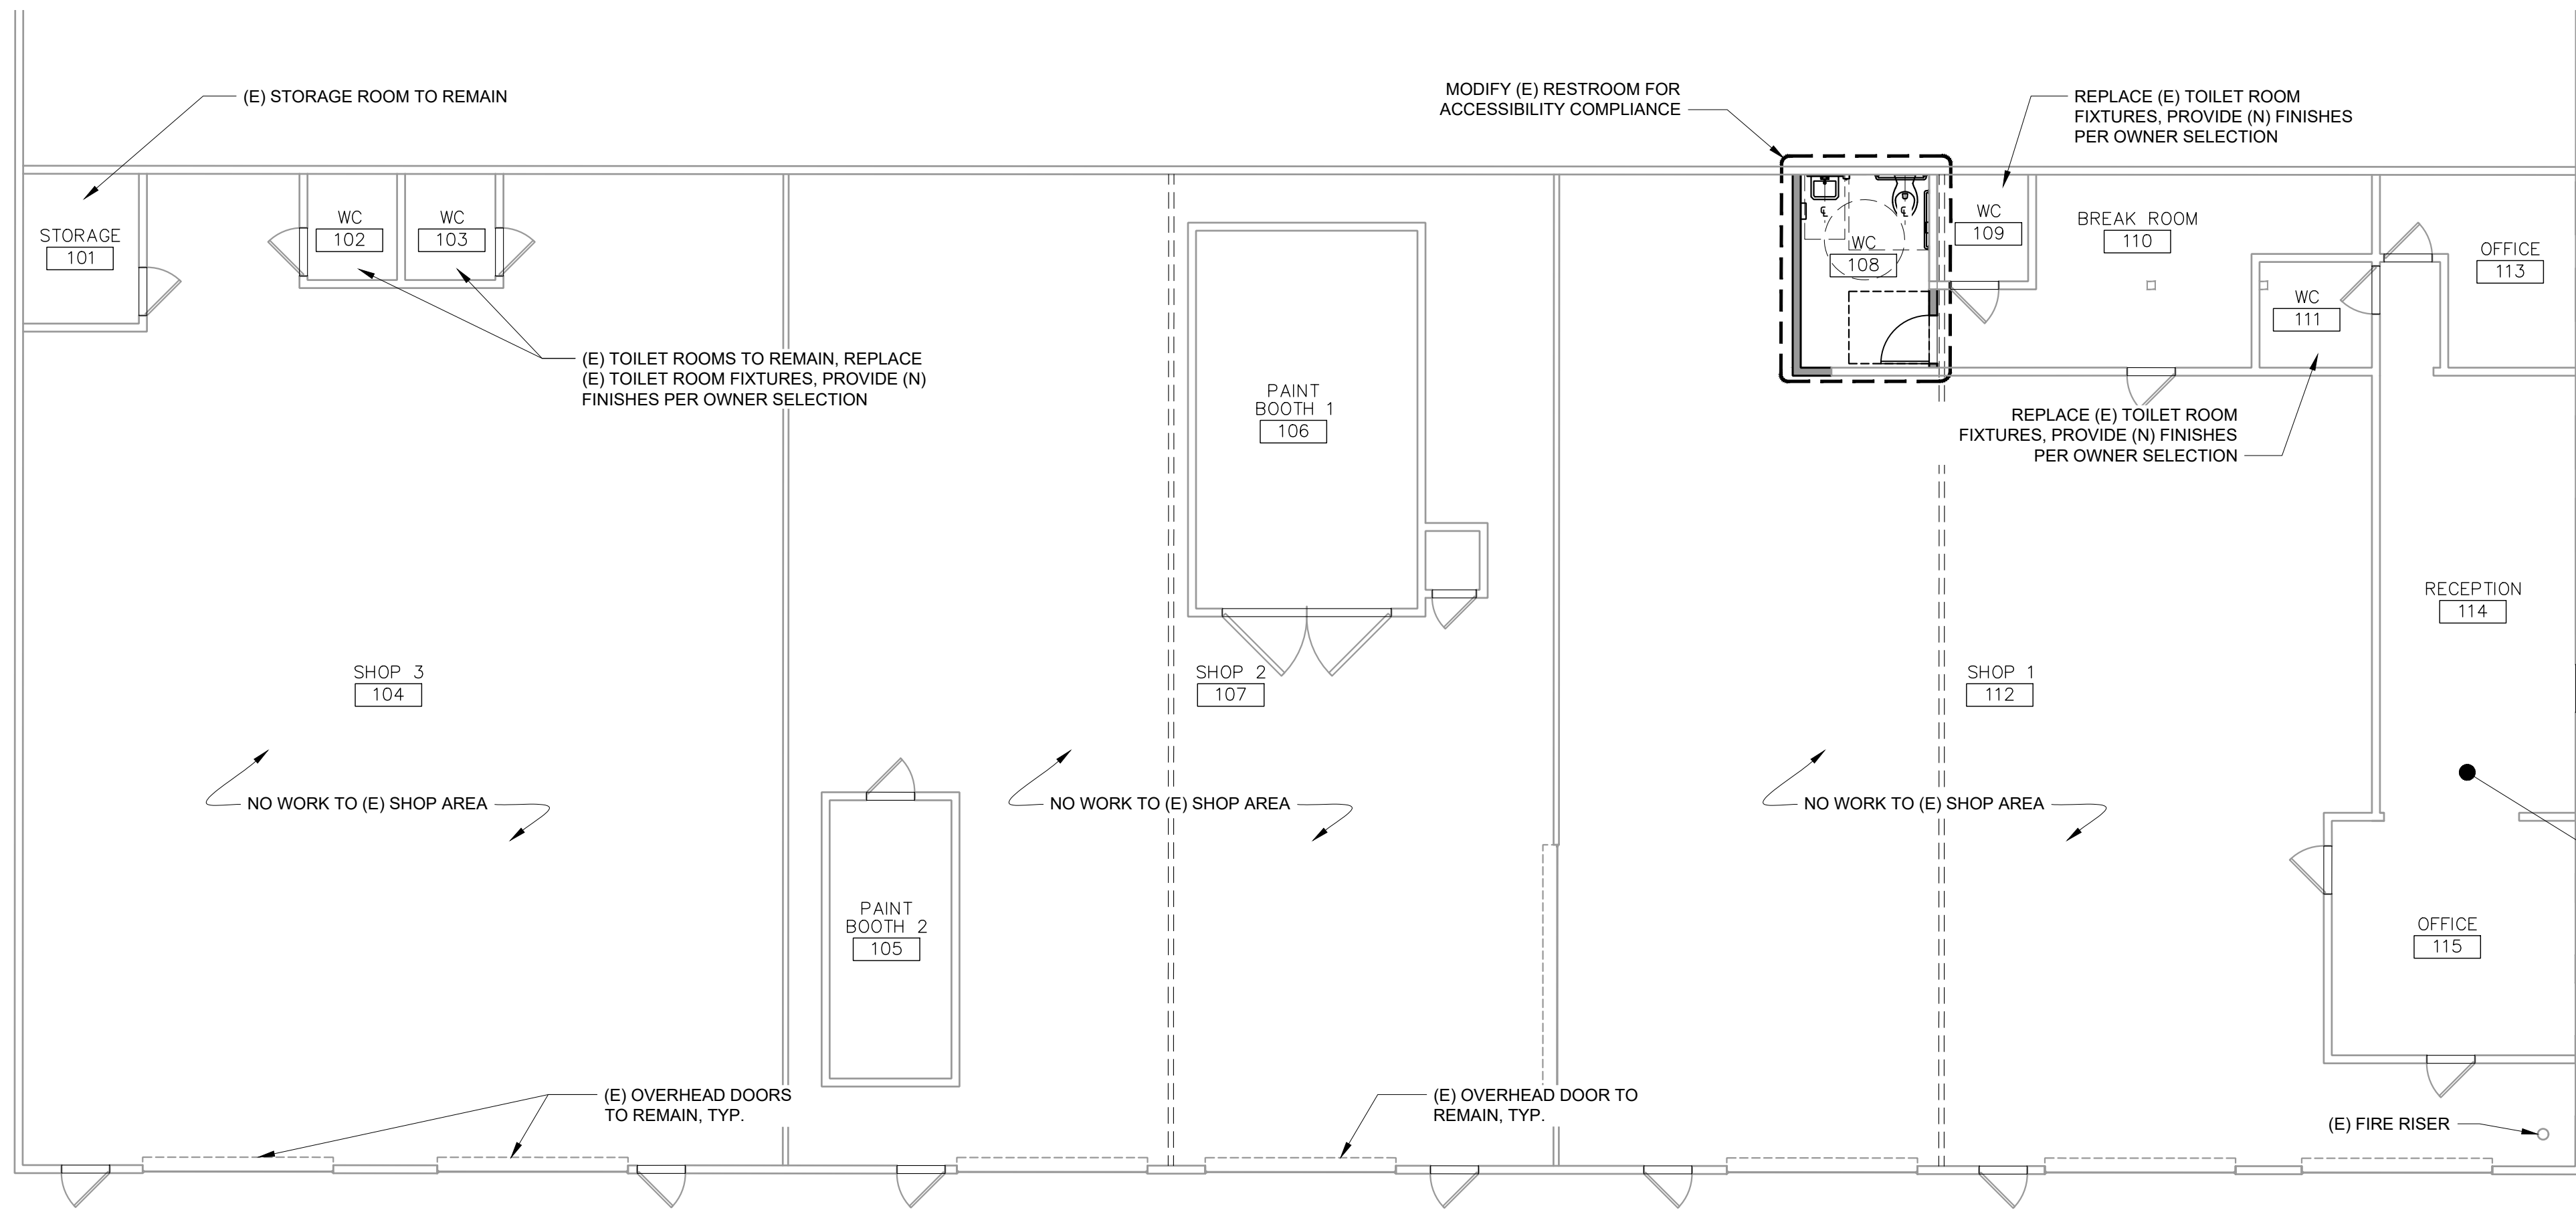 (E) STORAGE ROOM TO REMAIN
MODIFY (E) RESTROOM FOR
ACCESSIBILITY COMPLIANCE
REPLACE (E) TOILET ROOM
FIXTURES, PROVIDE (N) FINISHES
PER OWNER SELECTION
STORAGE
101
WC
102
WC
103
WC
108
WC
109
BREAK ROOM
110
OFFICE
113
WC
111
(E) TOILET ROOMS TO REMAIN, REPLACE
(E) TOILET ROOM FIXTURES, PROVIDE (N)
FINISHES PER OWNER SELECTION
PAINT
BOOTH 1
106
REPLACE (E) TOILET ROOM
FIXTURES, PROVIDE (N) FINISHES
PER OWNER SELECTION
RECEPTION
114
SHOP 3
104
SHOP 2
107
SHOP 1
112
NO WORK TO (E) SHOP AREA
NO WORK TO (E) SHOP AREA
NO WORK TO (E) SHOP AREA
PAINT
BOOTH 2
105
OFFICE
115
(E) OVERHEAD DOORS
TO REMAIN, TYP.
(E) OVERHEAD DOOR TO
REMAIN, TYP.
(E) FIRE RISER